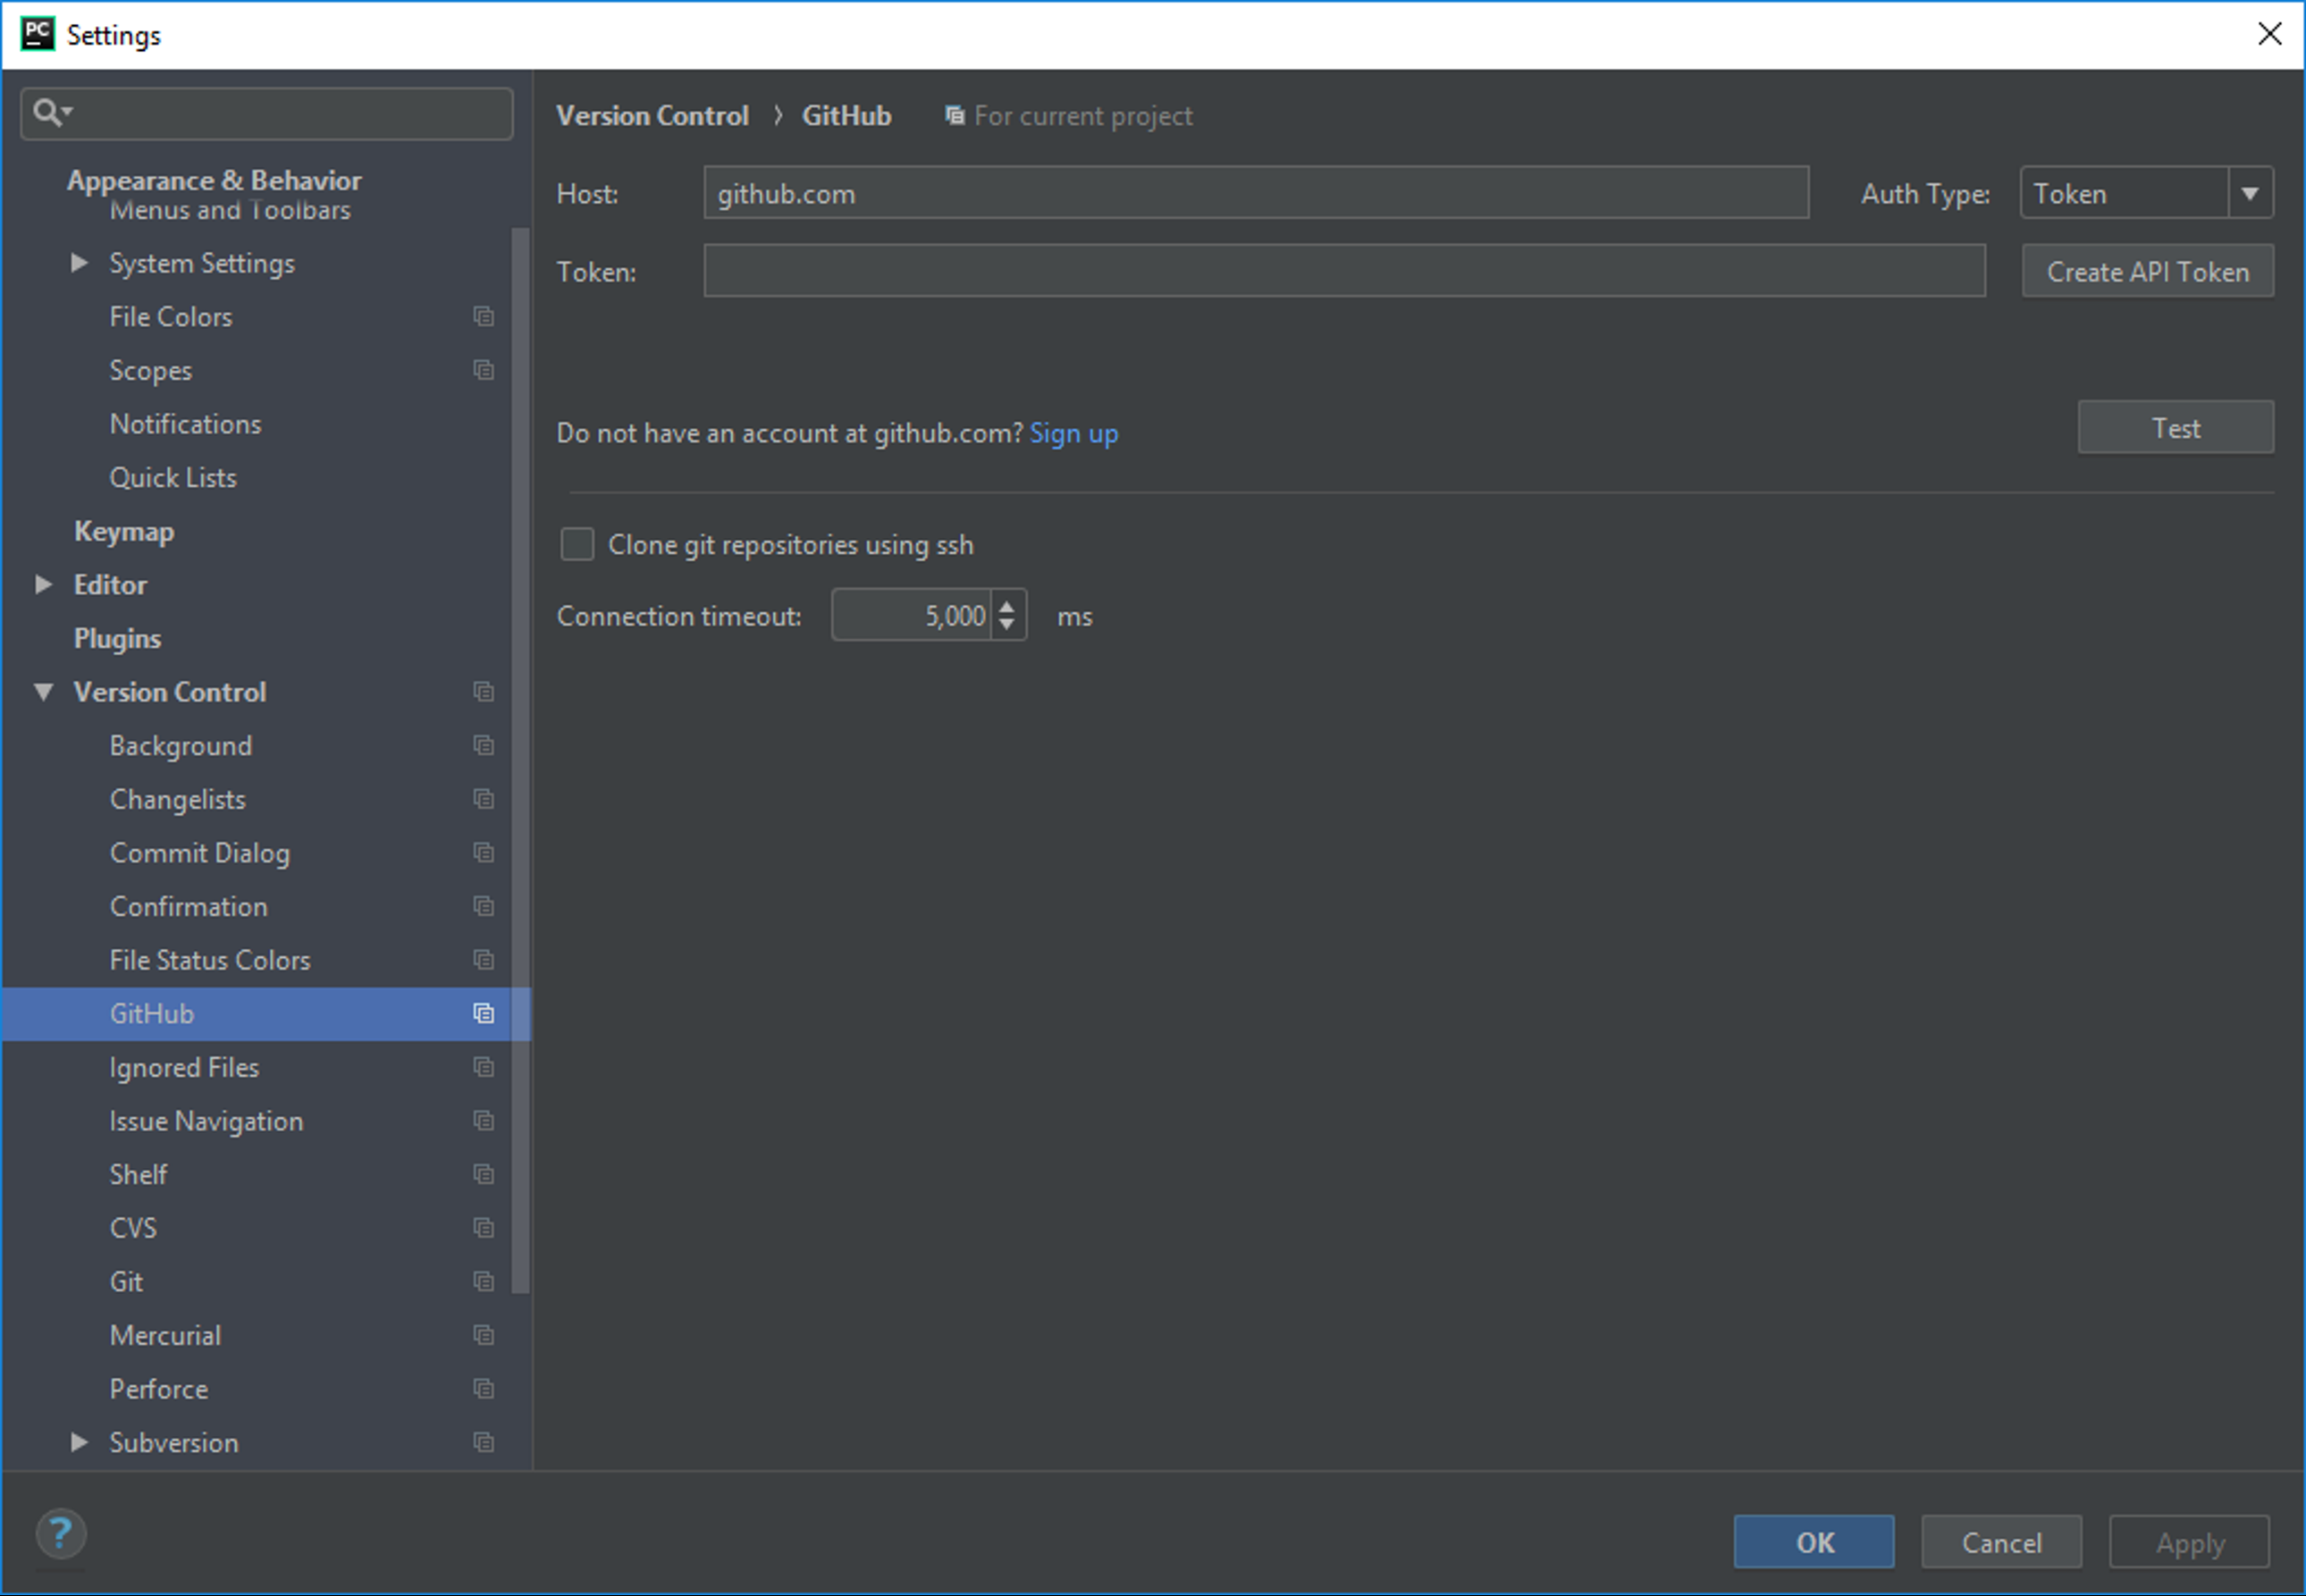 PC Settings
Appearance & Behavior
Menus and Toolbars
System Settings
File Colors
Scopes
Notifications
Quick Lists
Keymap
Editor
Plugins
Version Control
Background
Changelists
Commit Dialog
Confirmation
File Status Colors
GitHub
Ignored Files
Issue Navigation
Shelf
CVS
Git
Mercurial
Perforce
Subversion
Version Control › GitHub For current project
Host: github.com Auth Type: Token
Token: Create API Token
Do not have an account at github.com? Sign up Test
Clone git repositories using ssh
Connection timeout: 5,000 ms
? OK Cancel Apply